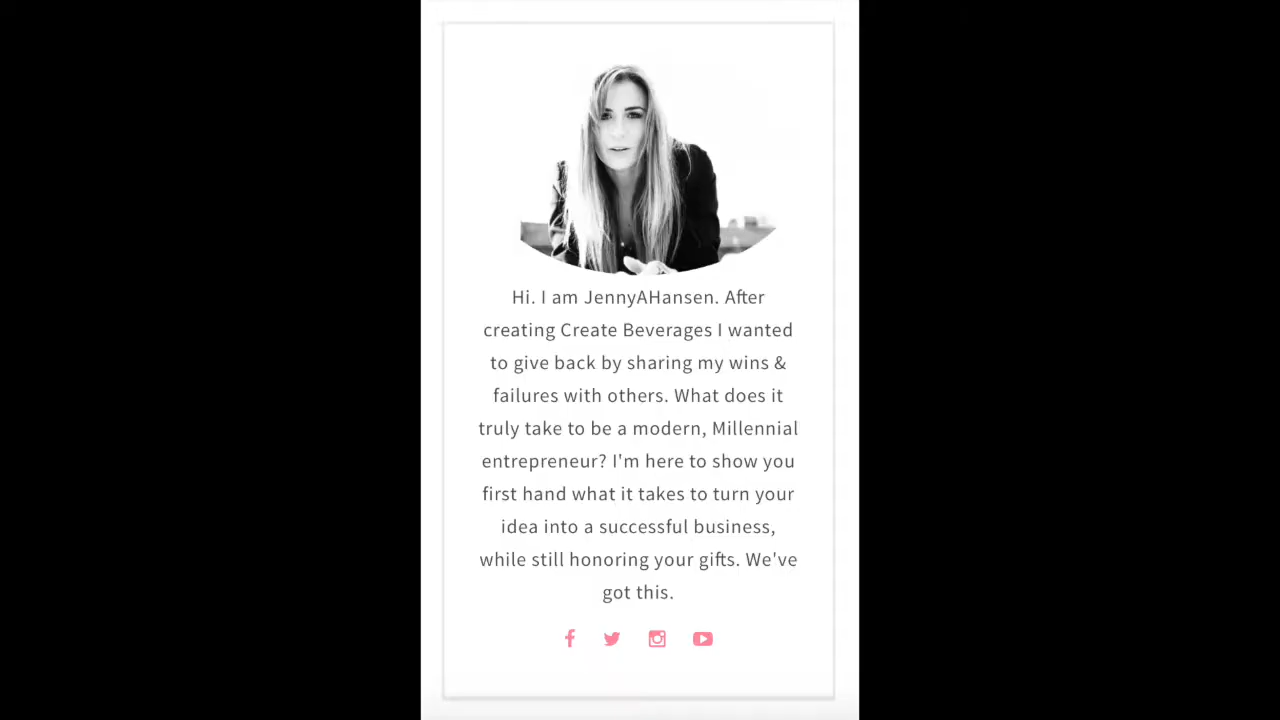 Hi. I am JennyAHansen. After
creating Create Beverages I wanted
to give back by sharing my wins &
failures with others. What does it
truly take to be a modern, Millennial
entrepreneur? I'm here to show you
first hand what it takes to turn your
idea into a successful business,
while still honoring your gifts. We've
got this.